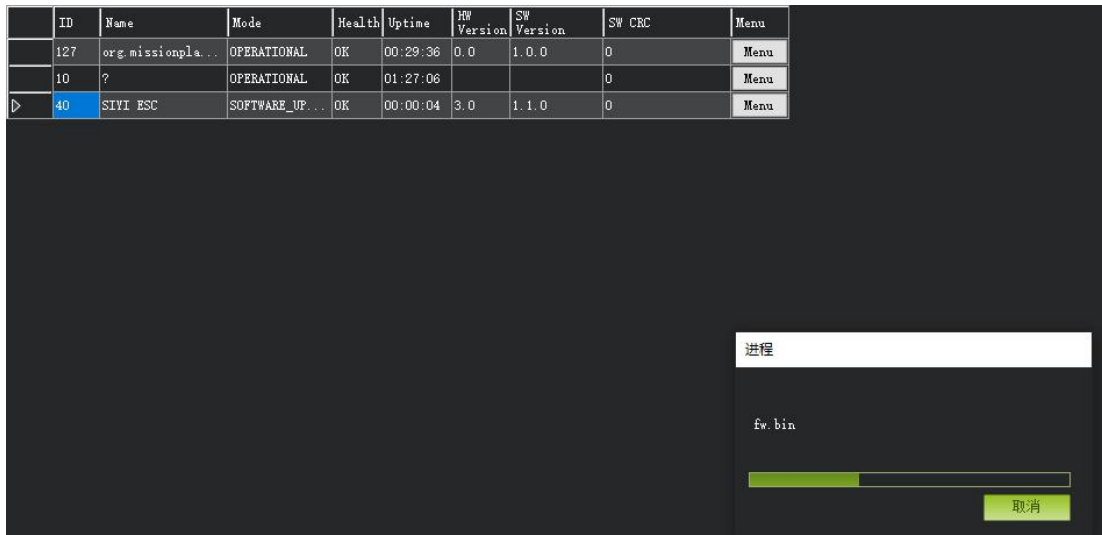 ID Name Mode Health Uptime HW Version SW Version SW CRC Menu
127 org.missionpla... OPERATIONAL OK 00:29:36 0.0 1.0.0 0 Menu
10 ? OPERATIONAL OK 01:27:06 0 Menu
40 SIYI ESC SOFTWARE_UP... OK 00:00:04 3.0 1.1.0 0 Menu
进程
fw.bin
取消